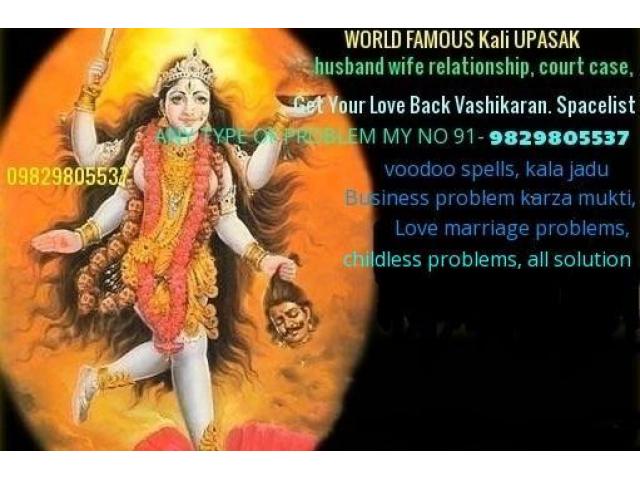 WORLD FAMOUS Kali UPASAK
husband wife relationship, court case,
Get Your Love Back Vashikaran. Spacelist
ANY TYPE OF PROBLEM MY NO 91- 9829805537
09829805537
voodoo spells, kala jadu
Business problem karza mukti,
Love marriage problems,
childless problems, all solution